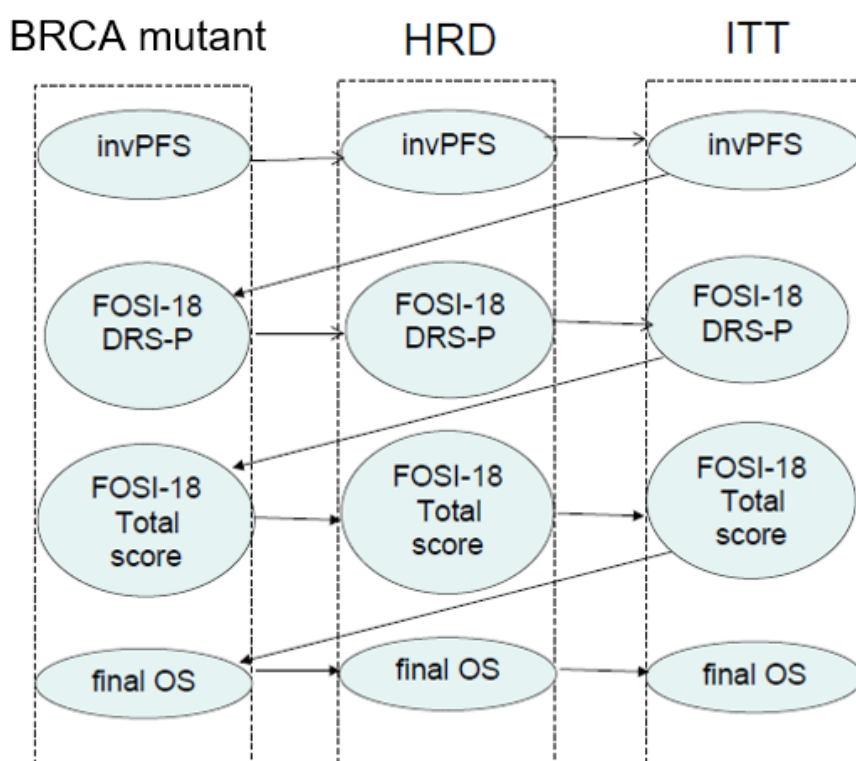 BRCA mutant
HRD
ITT
invPFS
invPFS
invPFS
FOSI-18
DRS-P
FOSI-18
DRS-P
FOSI-18
DRS-P
FOSI-18
Total
score
FOSI-18
Total
score
FOSI-18
Total
score
final OS
final OS
final OS